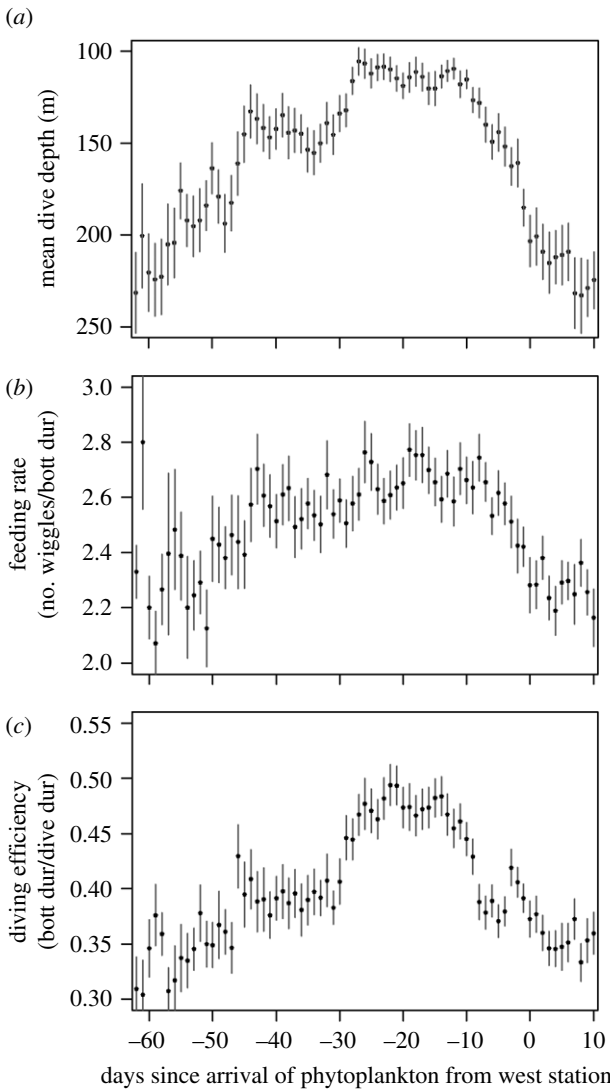 (a)
100
150
200
250
mean dive depth (m)
(b)
3.0
2.8
2.6
2.4
2.2
2.0
feeding rate
(no. wiggles/bott dur)
(c)
0.55
0.50
0.45
0.40
0.35
0.30
diving efficiency
(bott dur/dive dur)
–60 –50 –40 –30 –20 –10 0 10
days since arrival of phytoplankton from west station